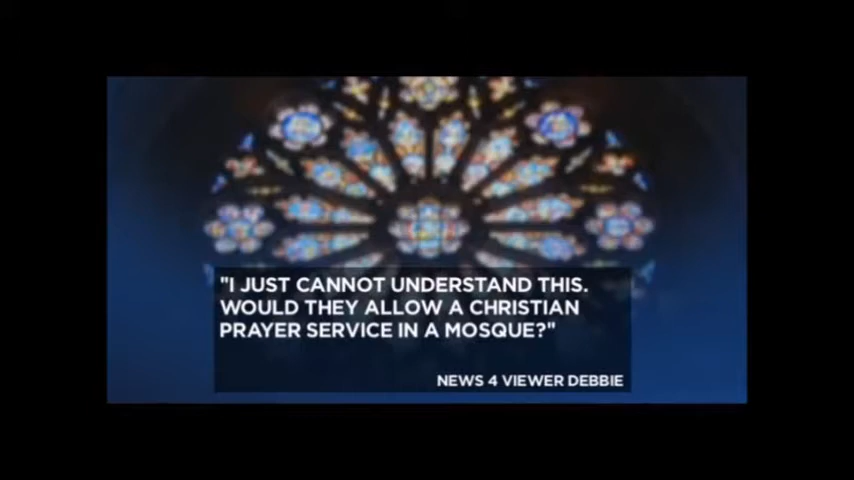 "I JUST CANNOT UNDERSTAND THIS.
WOULD THEY ALLOW A CHRISTIAN
PRAYER SERVICE IN A MOSQUE?"
NEWS 4 VIEWER DEBBIE